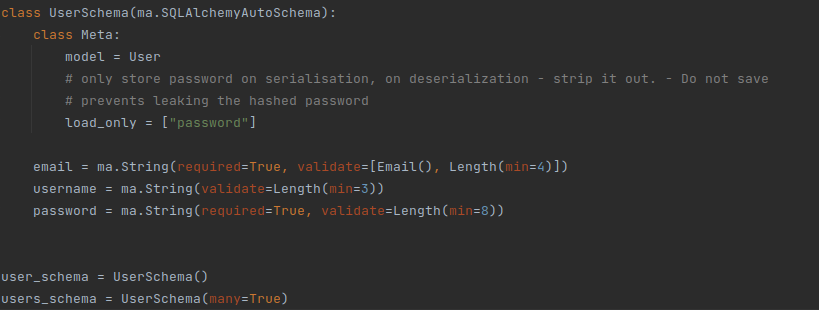 class UserSchema(ma.SQLAlchemyAutoSchema):
    class Meta:
        model = User
        # only store password on serialisation, on deserialization - strip it out. - Do not save
        # prevents leaking the hashed password
        load_only = ["password"]
    email = ma.String(required=True, validate=[Email(), Length(min=4)])
    username = ma.String(validate=Length(min=3))
    password = ma.String(required=True, validate=Length(min=8))
user_schema = UserSchema()
users_schema = UserSchema(many=True)